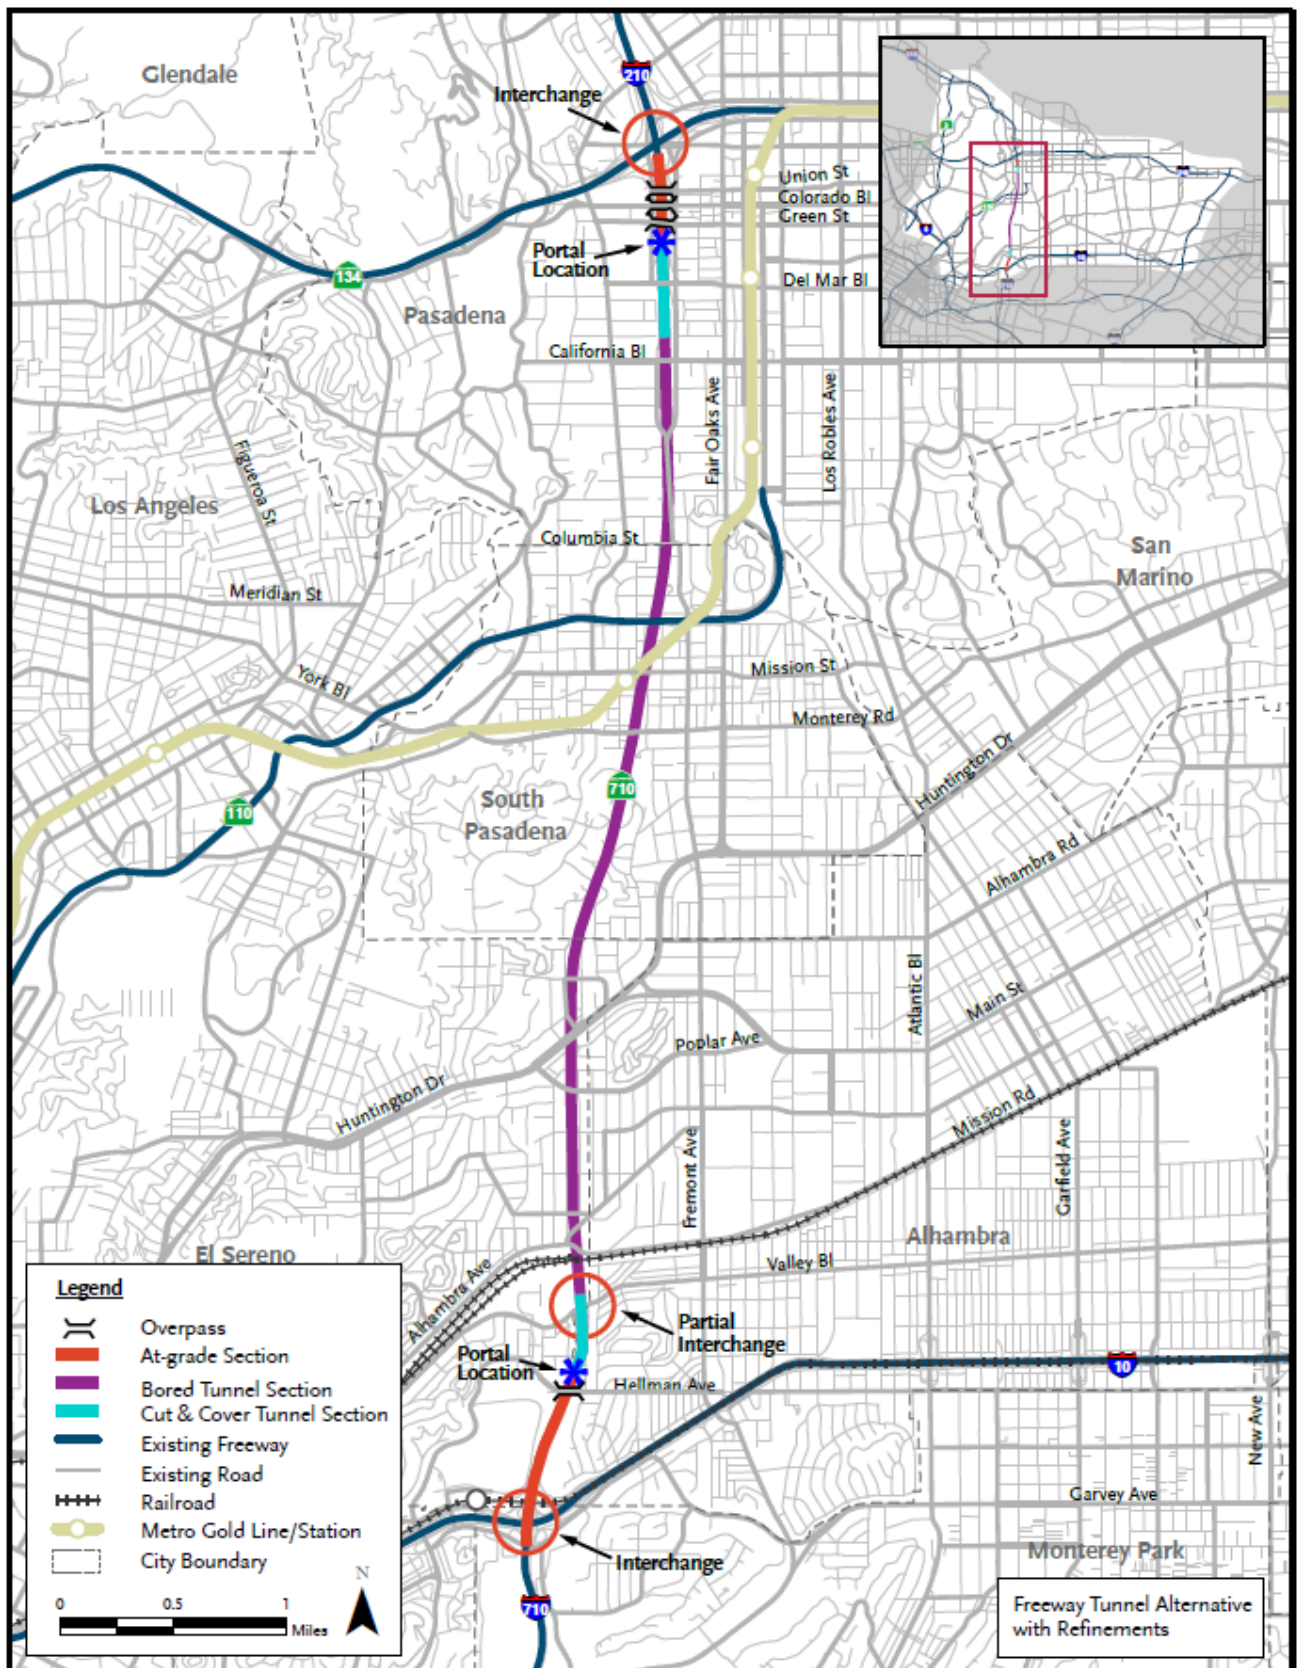 Glendale
210
Interchange
Union St
Colorado Bl
Green St
Portal
Location
134
Del Mar Bl
Pasadena
California Bl
Fair Oaks Ave
Los Robles Ave
Figueroa St
Los Angeles
Columbia St
San
Marino
Meridian St
York Bl
Mission St
Monterey Rd
Huntington Dr
710
110
South
Pasadena
Alhambra Rd
Atlantic Bl
Main St
Poplar Ave
Huntington Dr
Mission Rd
Fremont Ave
Garfield Ave
El Sereno
Alhambra
Valley Bl
Alhambra Ave
Partial
Interchange
Portal
Location
10
Hellman Ave
New Ave
Garvey Ave
Interchange
Monterey Park
710
Legend
Overpass
At-grade Section
Bored Tunnel Section
Cut & Cover Tunnel Section
Existing Freeway
Existing Road
Railroad
Metro Gold Line/Station
City Boundary
N
0 0.5 1
Miles
Freeway Tunnel Alternative
with Refinements